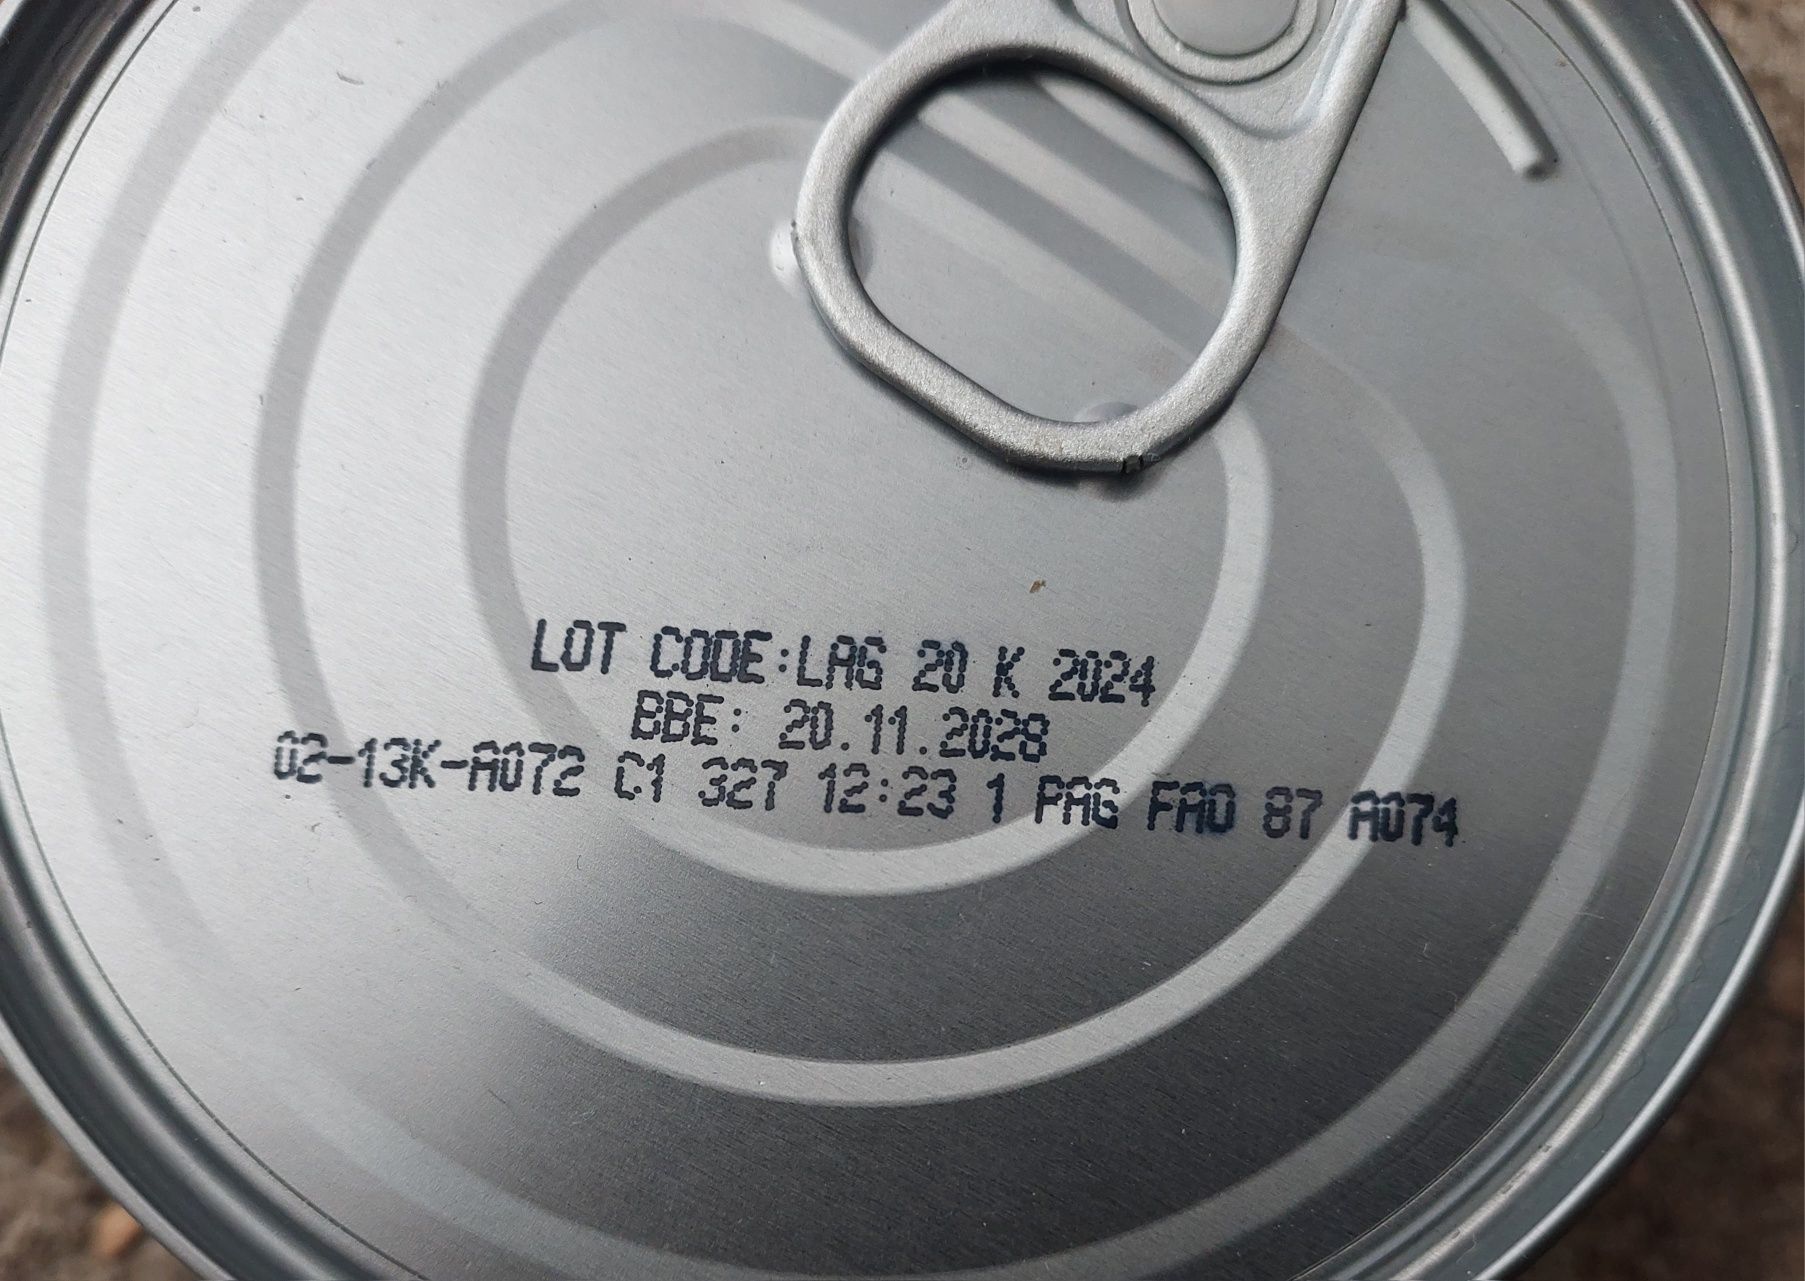 LOT CODE:LAG 20 K 2024
BBE: 20.11.2028
02-13K-A072 C1 327 12:23 1 PAG FAO 87 A074